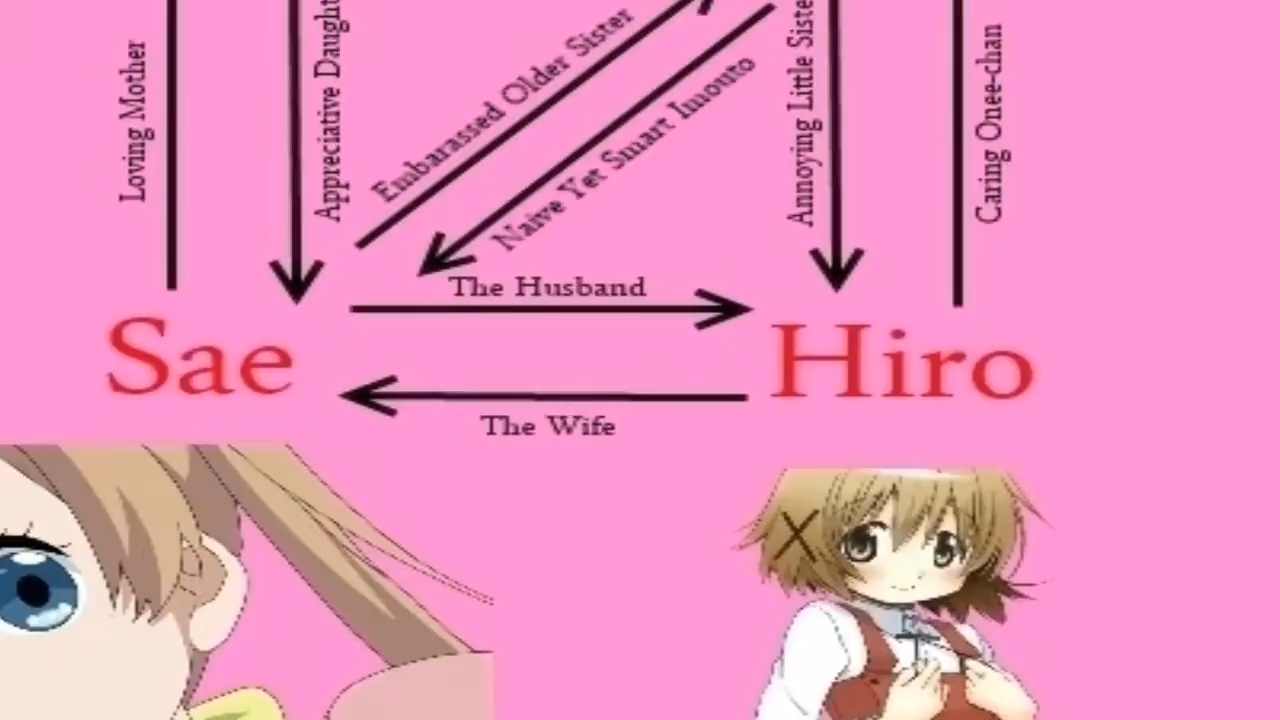 Loving Mother
Appreciative Daught
Embarassed Older Sister
Naive Yet Smart Imouto
Annoying Little Siste
Caring Onee-chan
The Husband
Sae
Hiro
The Wife